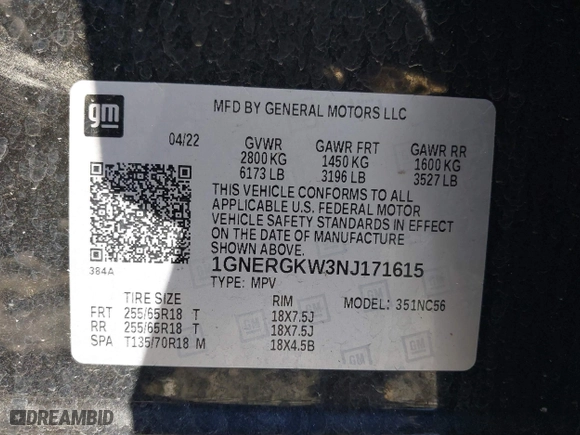 gm
MFD BY GENERAL MOTORS LLC
04/22 GVWR GAWR FRT GAWR RR
2800 KG 1450 KG 1600 KG
6173 LB 3196 LB 3527 LB
THIS VEHICLE CONFORMS TO ALL
APPLICABLE U.S. FEDERAL MOTOR
VEHICLE SAFETY STANDARDS IN EFFECT
ON THE DATE OF MANUFACTURE
SHOWN ABOVE.
384A
1GNERGKW3NJ171615
TYPE: MPV
TIRE SIZE RIM MODEL: 351NC56
FRT 255/65R18 T 18X7.5J
RR 255/65R18 T 18X7.5J
SPA T135/70R18 M 18X4.5B
DREAMBID